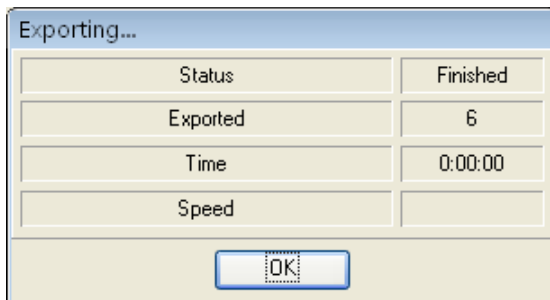 Exporting...
Status Finished
Exported 6
Time 0:00:00
Speed
OK